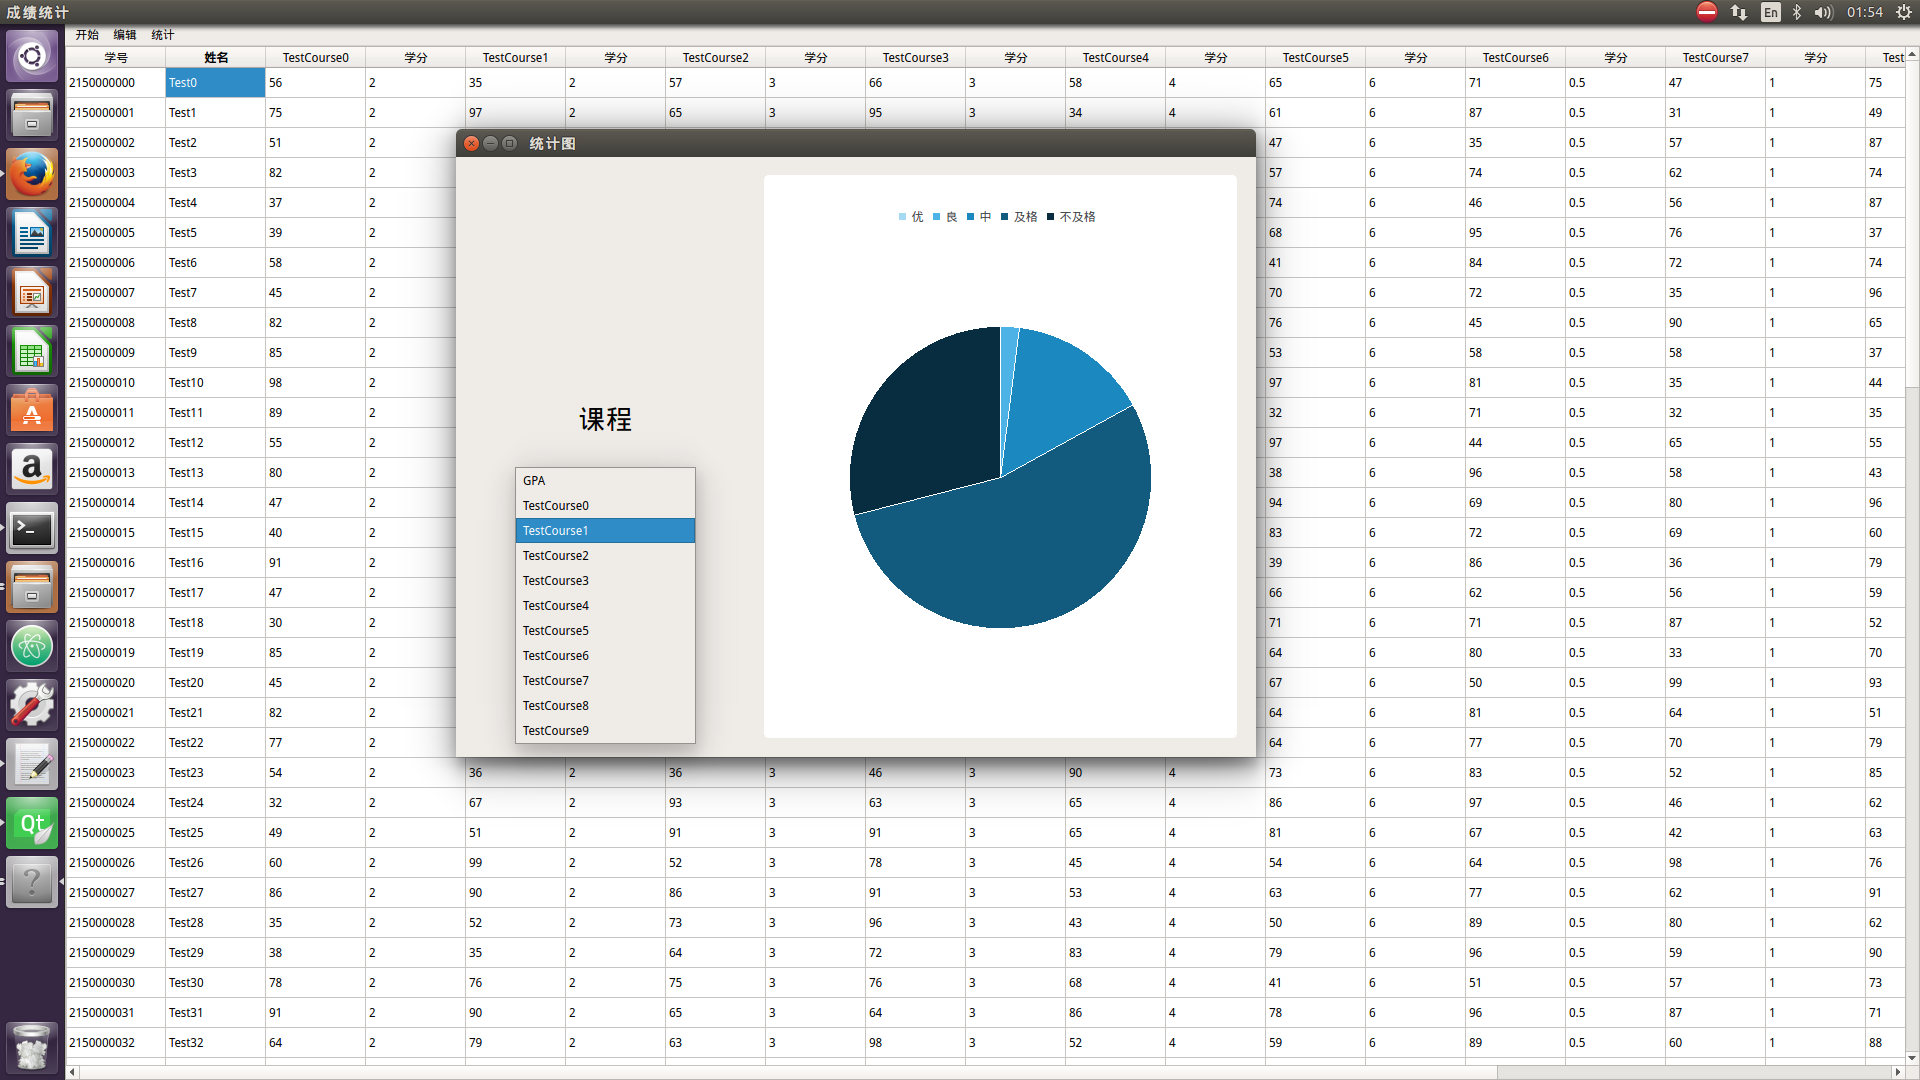 成绩统计 En 01:54
开始 编辑 统计
学号 姓名 TestCourse0 学分 TestCourse1 学分 TestCourse2 学分 TestCourse3 学分 TestCourse4 学分 TestCourse5 学分 TestCourse6 学分 TestCourse7 学分 Test
2150000000 Test0 56 2 35 2 57 3 66 3 58 4 65 6 71 0.5 47 1 75
2150000001 Test1 75 2 97 2 65 3 95 3 34 4 61 6 87 0.5 31 1 49
2150000002 Test2 51 2 47 6 35 0.5 57 1 87
2150000003 Test3 82 2 57 6 74 0.5 62 1 74
2150000004 Test4 37 2 74 6 46 0.5 56 1 87
2150000005 Test5 39 2 68 6 95 0.5 76 1 37
2150000006 Test6 58 2 41 6 84 0.5 72 1 74
2150000007 Test7 45 2 70 6 72 0.5 35 1 96
2150000008 Test8 82 2 76 6 45 0.5 90 1 65
2150000009 Test9 85 2 53 6 58 0.5 58 1 37
2150000010 Test10 98 2 97 6 81 0.5 35 1 44
2150000011 Test11 89 2 32 6 71 0.5 32 1 35
2150000012 Test12 55 2 97 6 44 0.5 65 1 55
2150000013 Test13 80 2 38 6 96 0.5 58 1 43
2150000014 Test14 47 2 94 6 69 0.5 80 1 96
2150000015 Test15 40 2 83 6 72 0.5 69 1 60
2150000016 Test16 91 2 39 6 86 0.5 36 1 79
2150000017 Test17 47 2 66 6 62 0.5 56 1 59
2150000018 Test18 30 2 71 6 71 0.5 87 1 52
2150000019 Test19 85 2 64 6 80 0.5 33 1 70
2150000020 Test20 45 2 67 6 50 0.5 99 1 93
2150000021 Test21 82 2 64 6 81 0.5 64 1 51
2150000022 Test22 77 2 64 6 77 0.5 70 1 79
2150000023 Test23 54 2 36 2 36 3 46 3 90 4 73 6 83 0.5 52 1 85
2150000024 Test24 32 2 67 2 93 3 63 3 65 4 86 6 97 0.5 46 1 62
2150000025 Test25 49 2 51 2 91 3 91 3 65 4 81 6 67 0.5 42 1 63
2150000026 Test26 60 2 99 2 52 3 78 3 45 4 54 6 64 0.5 98 1 76
2150000027 Test27 86 2 90 2 86 3 91 3 53 4 63 6 77 0.5 62 1 91
2150000028 Test28 35 2 52 2 73 3 96 3 43 4 50 6 89 0.5 80 1 62
2150000029 Test29 38 2 35 2 64 3 72 3 83 4 79 6 96 0.5 59 1 90
2150000030 Test30 78 2 76 2 75 3 76 3 68 4 41 6 51 0.5 57 1 73
2150000031 Test31 91 2 90 2 65 3 64 3 86 4 78 6 96 0.5 87 1 71
2150000032 Test32 64 2 79 2 63 3 98 3 52 4 59 6 89 0.5 60 1 88
统计图
优 良 中 及格 不及格
课程
GPA
TestCourse0
TestCourse1
TestCourse2
TestCourse3
TestCourse4
TestCourse5
TestCourse6
TestCourse7
TestCourse8
TestCourse9
Qt